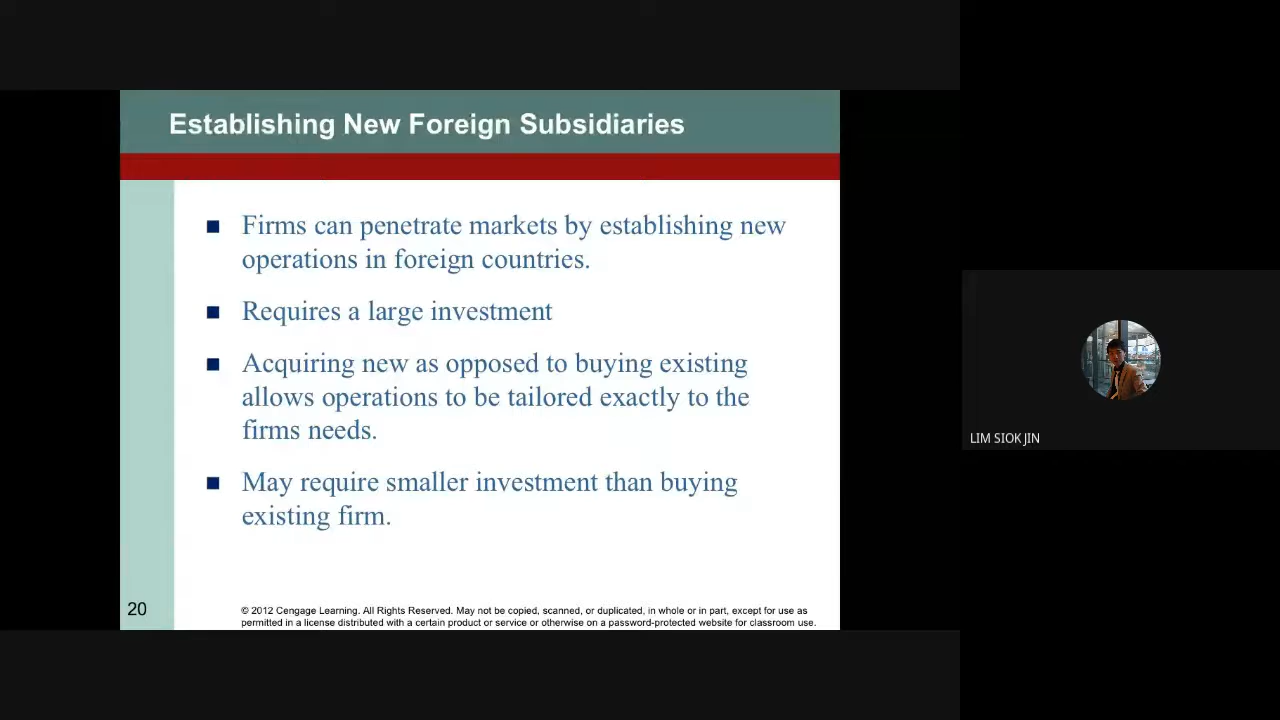 Establishing New Foreign Subsidiaries
Firms can penetrate markets by establishing new
operations in foreign countries.
Requires a large investment
Acquiring new as opposed to buying existing
allows operations to be tailored exactly to the
firms needs.
May require smaller investment than buying
existing firm.
20
© 2012 Cengage Learning. All Rights Reserved. May not be copied, scanned, or duplicated, in whole or in part, except for use as
permitted in a license distributed with a certain product or service or otherwise on a password-protected website for classroom use.
LIM SIOK JIN